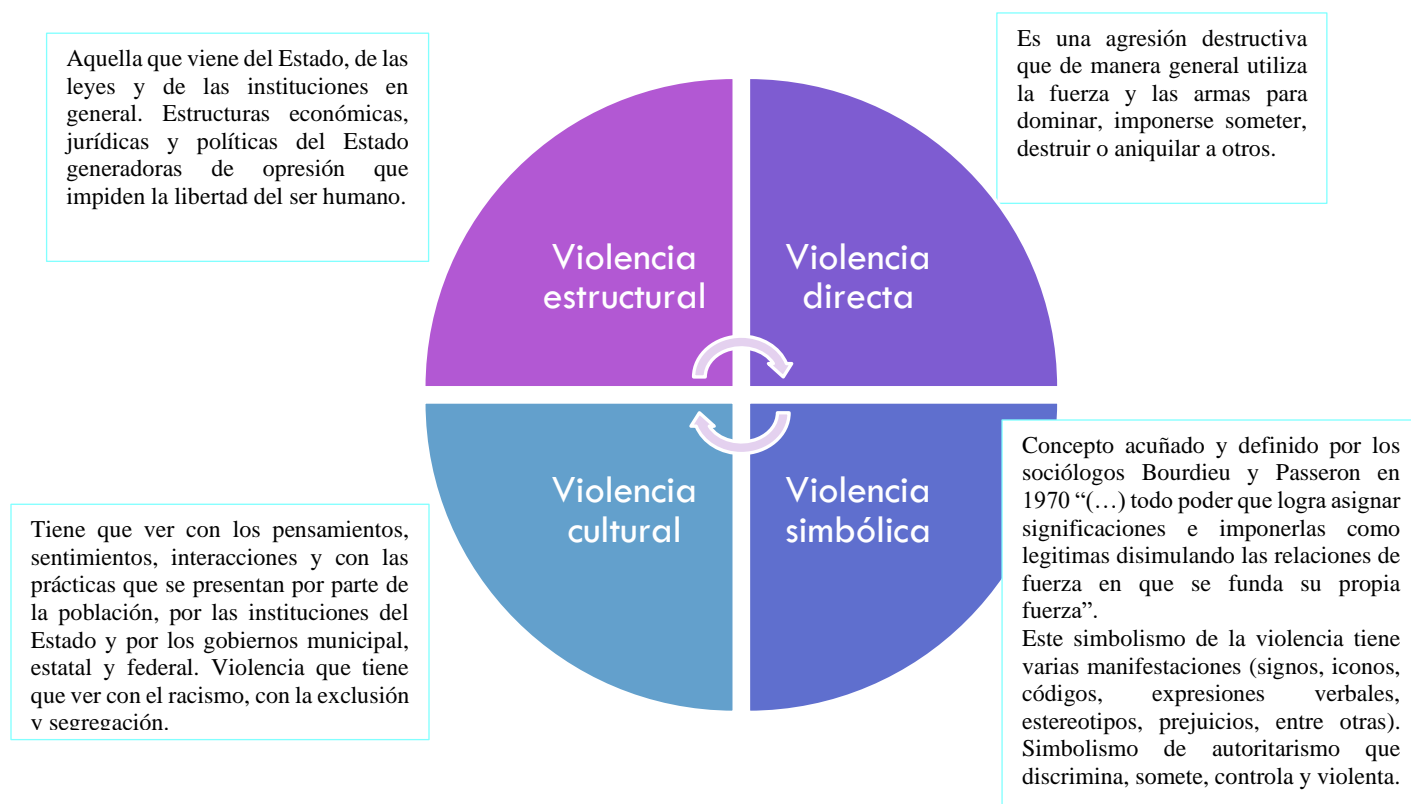 Aquella que viene del Estado, de las
leyes y de las instituciones en
general. Estructuras económicas,
jurídicas y políticas del Estado
generadoras de opresión que
impiden la libertad del ser humano.
Es una agresión destructiva
que de manera general utiliza
la fuerza y las armas para
dominar, imponerse someter,
destruir o aniquilar a otros.
Violencia
estructural
Violencia
directa
Violencia
cultural
Violencia
simbólica
Tiene que ver con los pensamientos,
sentimientos, interacciones y con las
prácticas que se presentan por parte de
la población, por las instituciones del
Estado y por los gobiernos municipal,
estatal y federal. Violencia que tiene
que ver con el racismo, con la exclusión
y segregación.
Concepto acuñado y definido por los
sociólogos Bourdieu y Passeron en
1970 “(…) todo poder que logra asignar
significaciones e imponerlas como
legitimas disimulando las relaciones de
fuerza en que se funda su propia
fuerza”.
Este simbolismo de la violencia tiene
varias manifestaciones (signos, iconos,
códigos, expresiones verbales,
estereotipos, prejuicios, entre otras).
Simbolismo de autoritarismo que
discrimina, somete, controla y violenta.